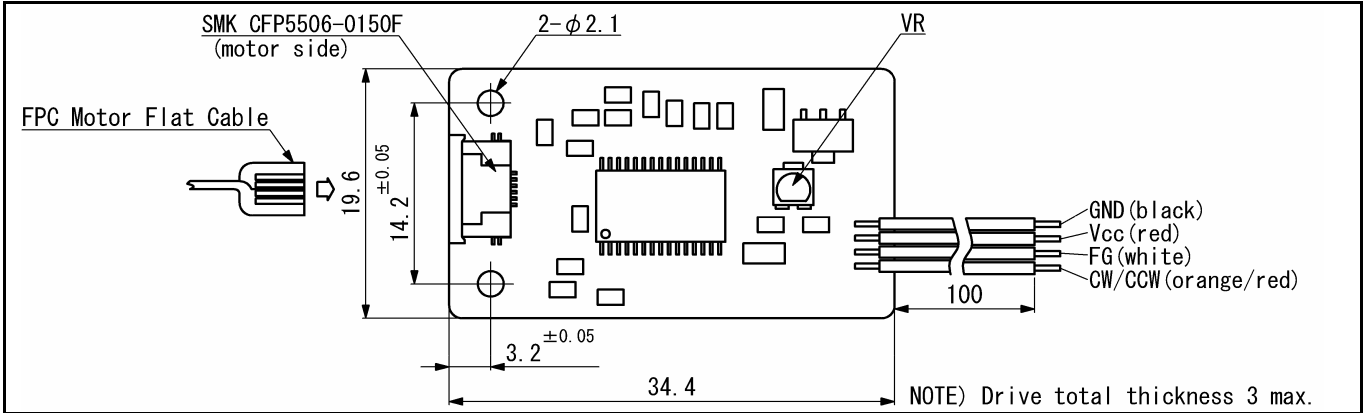 SMK CFP5506-0150F
(motor side)
2-φ2.1
VR
FPC Motor Flat Cable
19.6
14.2 ±0.05
GND(black)
Vcc(red)
FG(white)
CW/CCW(orange/red)
100
3.2 ±0.05
34.4
NOTE) Drive total thickness 3 max.